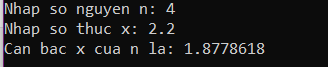 Nhap so nguyen n: 4
Nhap so thuc x: 2.2
Can bac x cua n la: 1.8778618